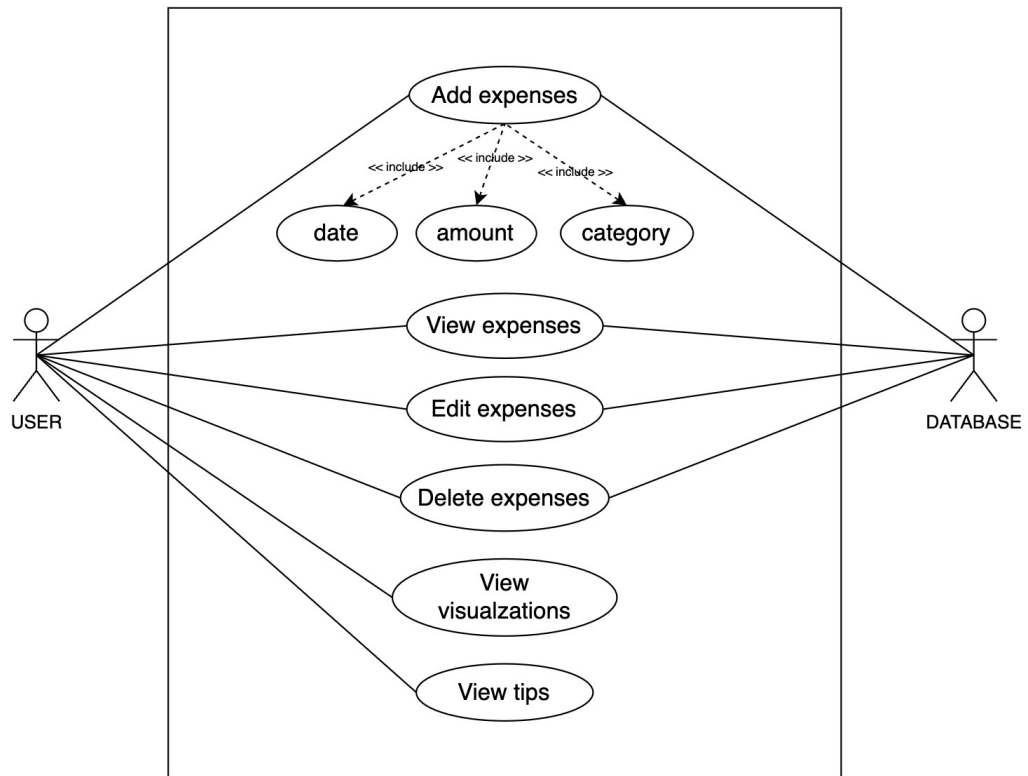 Add expenses
<< include >>
<< include >>
<< include >>
date
amount
category
View expenses
Edit expenses
USER
DATABASE
Delete expenses
View
visualzations
View tips